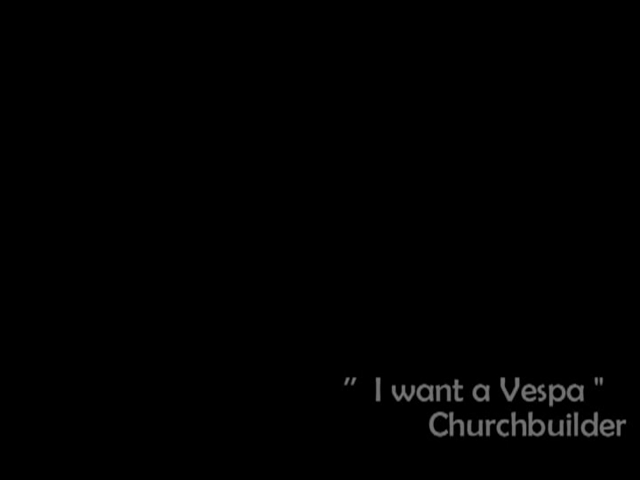 ” I want a Vespa "
Churchbuilder